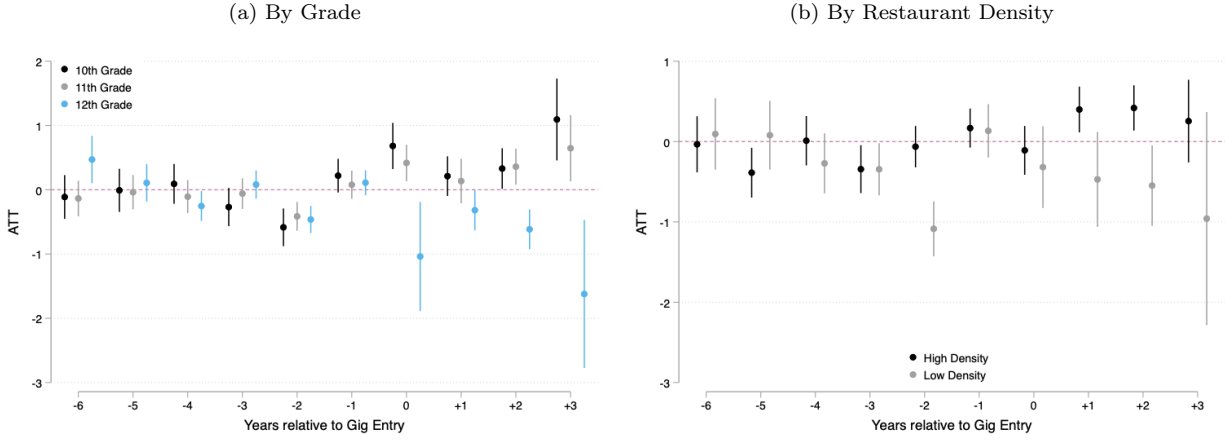 (a) By Grade
2
1
0
-1
-2
-3
ATT
10th Grade
11th Grade
12th Grade
-6 -5 -4 -3 -2 -1 0 +1 +2 +3
Years relative to Gig Entry
(b) By Restaurant Density
1
0
-1
-2
-3
ATT
High Density
Low Density
-6 -5 -4 -3 -2 -1 0 +1 +2 +3
Years relative to Gig Entry